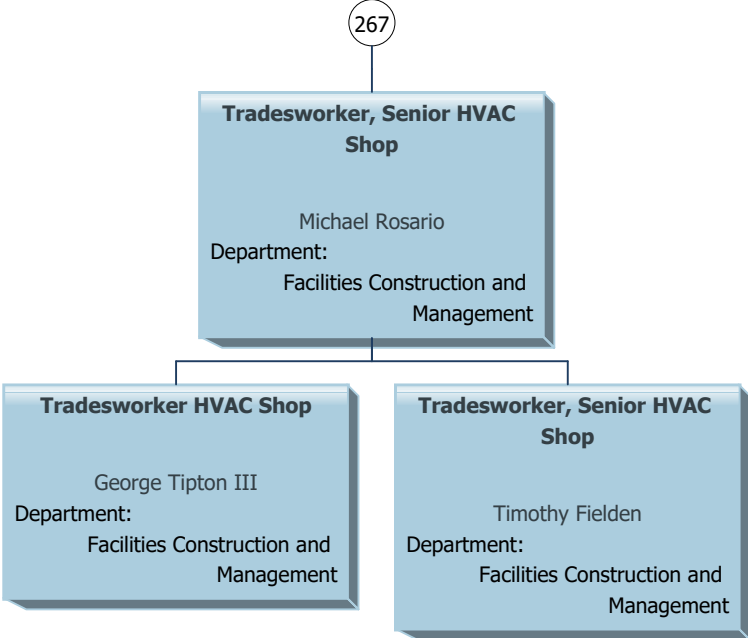 267
Tradesworker, Senior HVAC
Shop
Michael Rosario
Department:
Facilities Construction and
Management
Tradesworker HVAC Shop
George Tipton III
Department:
Facilities Construction and
Management
Tradesworker, Senior HVAC
Shop
Timothy Fielden
Department:
Facilities Construction and
Management